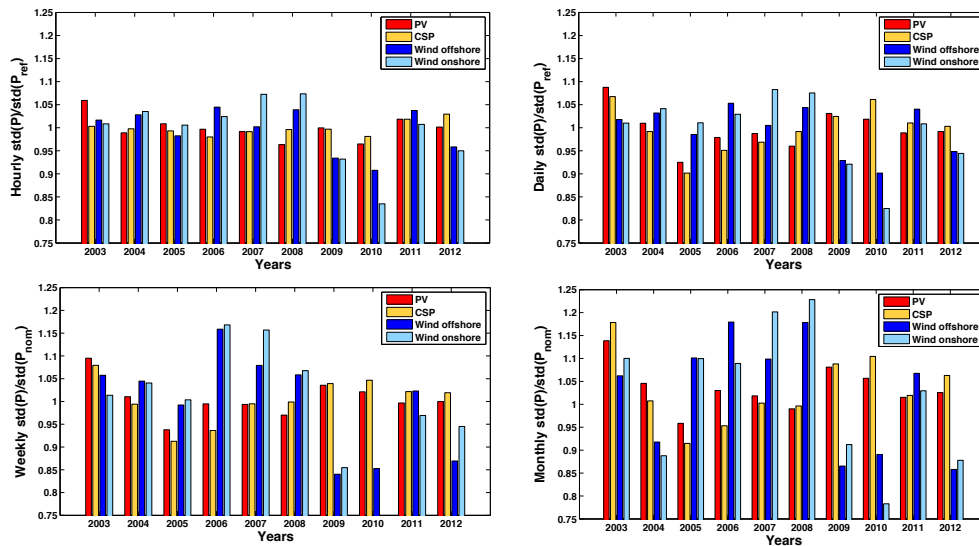 Hourly std(P)/std(P_ref)
1.25
1.2
1.15
1.1
1.05
1
0.95
0.9
0.85
0.8
0.75
PV
CSP
Wind offshore
Wind onshore
2003 2004 2005 2006 2007 2008 2009 2010 2011 2012
Years
Daily std(P)/std(P_ref)
1.25
1.2
1.15
1.1
1.05
1
0.95
0.9
0.85
0.8
0.75
PV
CSP
Wind offshore
Wind onshore
2003 2004 2005 2006 2007 2008 2009 2010 2011 2012
Years
Weekly std(P)/std(P_nom)
1.25
1.2
1.15
1.1
1.05
1
0.95
0.9
0.85
0.8
0.75
PV
CSP
Wind offshore
Wind onshore
2003 2004 2005 2006 2007 2008 2009 2010 2011 2012
Years
Monthly std(P)/std(P_nom)
1.25
1.2
1.15
1.1
1.05
1
0.95
0.9
0.85
0.8
0.75
PV
CSP
Wind offshore
Wind onshore
2003 2004 2005 2006 2007 2008 2009 2010 2011 2012
Years